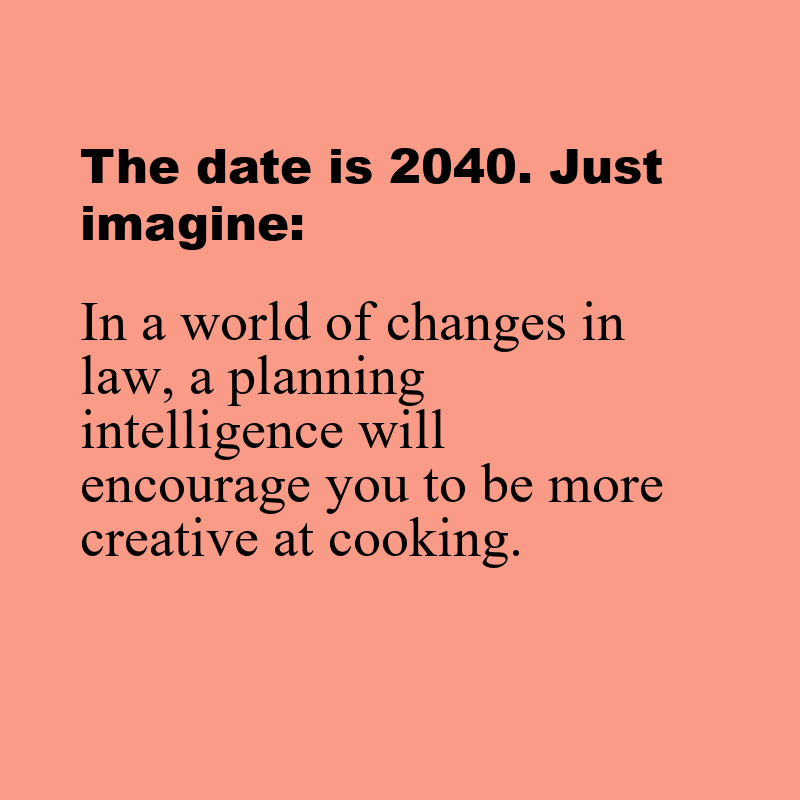 The date is 2040. Just
imagine:
In a world of changes in
law, a planning
intelligence will
encourage you to be more
creative at cooking.